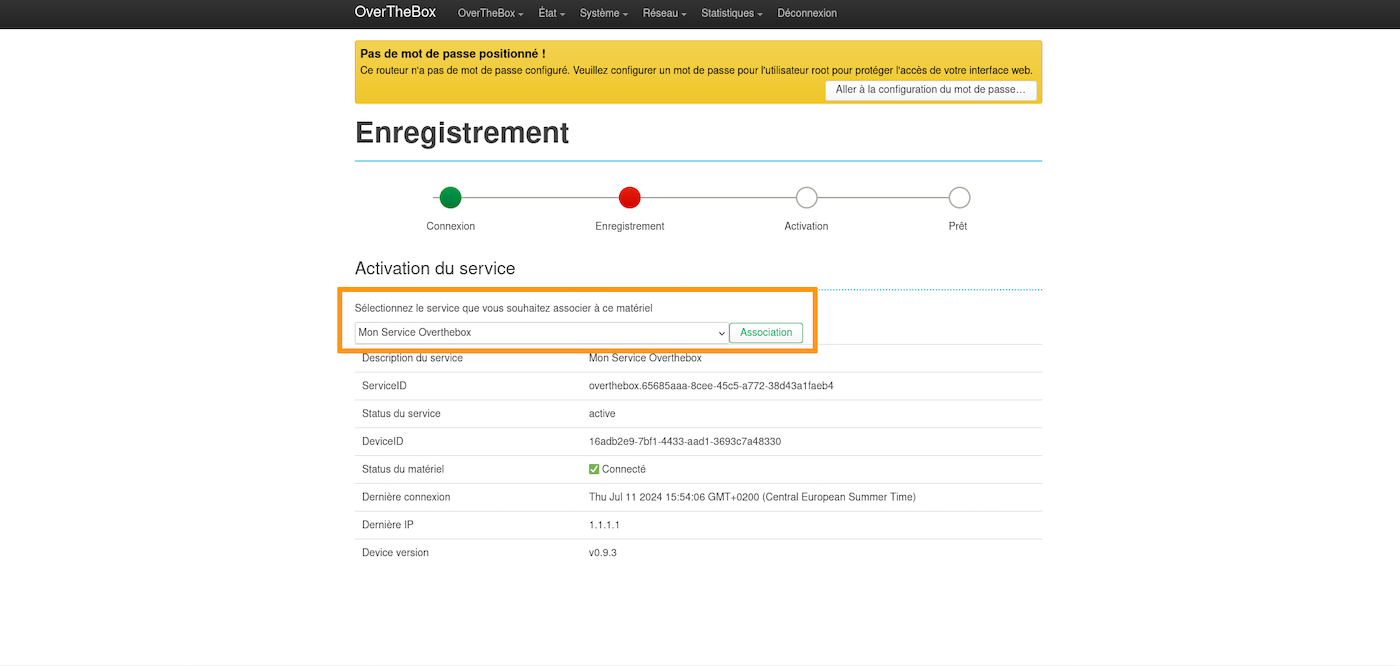 OverTheBox OverTheBox État Système Réseau Statistiques Déconnexion
Pas de mot de passe positionné !
Ce routeur n'a pas de mot de passe configuré. Veuillez configurer un mot de passe pour l'utilisateur root pour protéger l'accès de votre interface web.
Aller à la configuration du mot de passe…
Enregistrement
Connexion Enregistrement Activation Prêt
Activation du service
Sélectionnez le service que vous souhaitez associer à ce matériel
Mon Service Overthebox Association
Description du service Mon Service Overthebox
ServiceID overthebox.65685aaa-8cee-45c5-a772-38d43a1faeb4
Status du service active
DeviceID 16adb2e9-7bf1-4433-aad1-3693c7a48330
Status du matériel ✅ Connecté
Dernière connexion Thu Jul 11 2024 15:54:06 GMT+0200 (Central European Summer Time)
Dernière IP 1.1.1.1
Device version v0.9.3